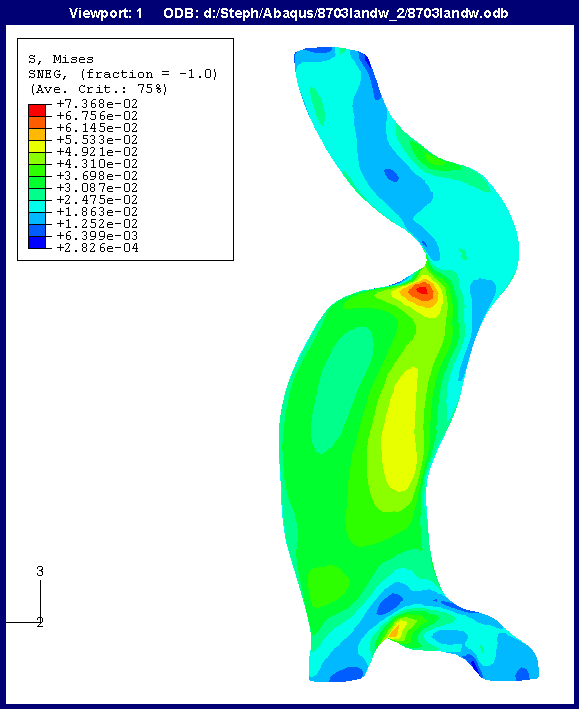 Viewport: 1 ODB: d:/Steph/Abaqus/8703landw_2/8703landw.odb
S, Mises
SNEG, (fraction = -1.0)
(Ave. Crit.: 75%)
+7.368e-02
+6.756e-02
+6.145e-02
+5.533e-02
+4.921e-02
+4.310e-02
+3.698e-02
+3.087e-02
+2.475e-02
+1.863e-02
+1.252e-02
+6.399e-03
+2.826e-04
3
2